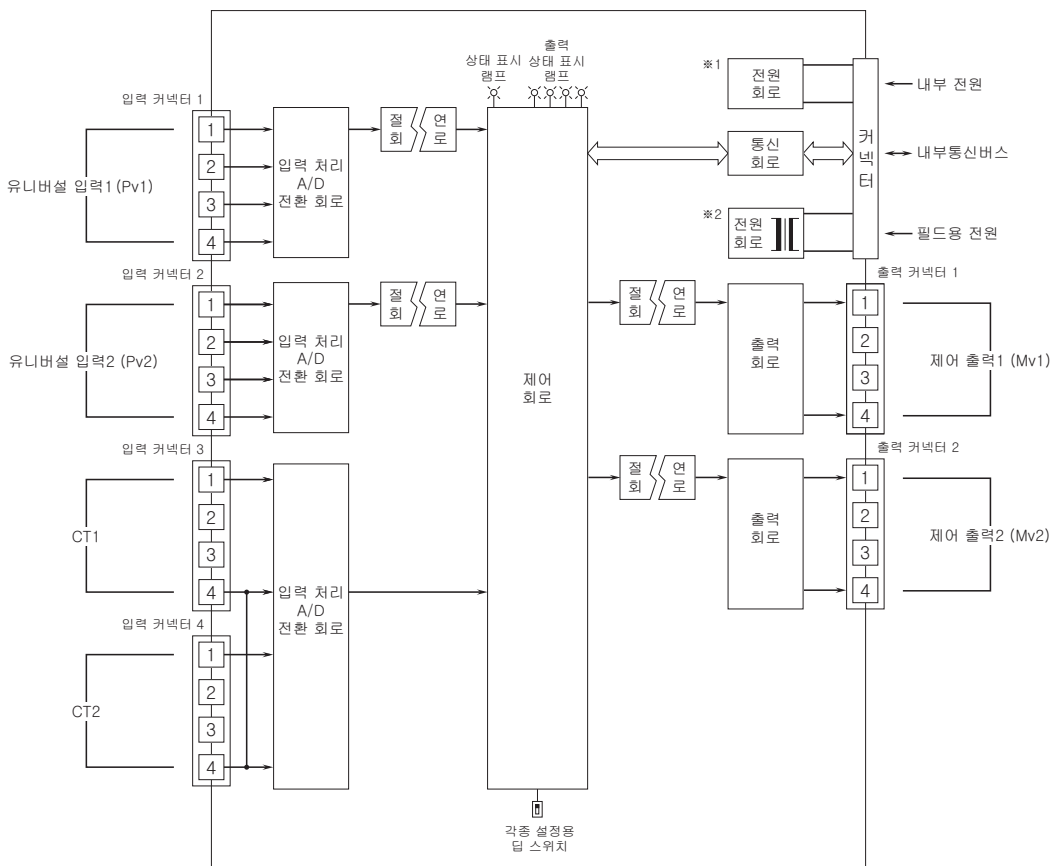 상태 표시
램프
출력
상태 표시
램프
※1
전원
회로
내부 전원
통신
회로
내부통신버스
※2
전원
회로
필드용 전원
커
넥
터
입력 커넥터 1
1
2
3
4
유니버설 입력1 (Pv1)
입력 처리
A/D
전환 회로
절
회
연
로
입력 커넥터 2
1
2
3
4
유니버설 입력2 (Pv2)
입력 처리
A/D
전환 회로
절
회
연
로
입력 커넥터 3
1
2
3
4
CT1
입력 커넥터 4
1
2
3
4
CT2
입력 처리
A/D
전환 회로
제어
회로
각종 설정용
딥 스위치
절
회
연
로
출력
회로
출력 커넥터 1
1
2
3
4
제어 출력1 (Mv1)
절
회
연
로
출력
회로
출력 커넥터 2
1
2
3
4
제어 출력2 (Mv2)